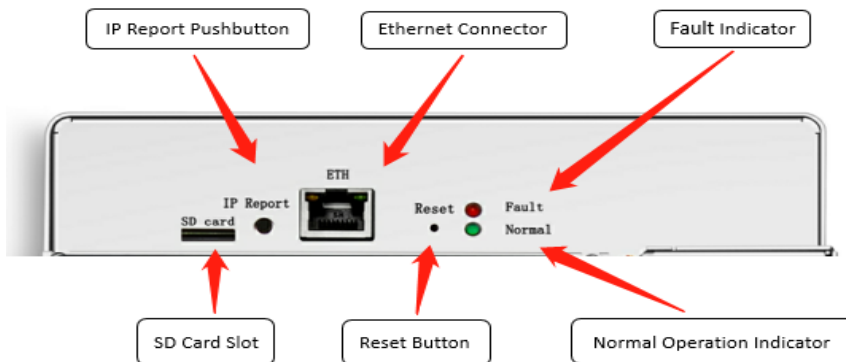 IP Report Pushbutton
Ethernet Connector
Fault Indicator
ETH
IP Report
Reset
Fault
SD card
Normal
SD Card Slot
Reset Button
Normal Operation Indicator